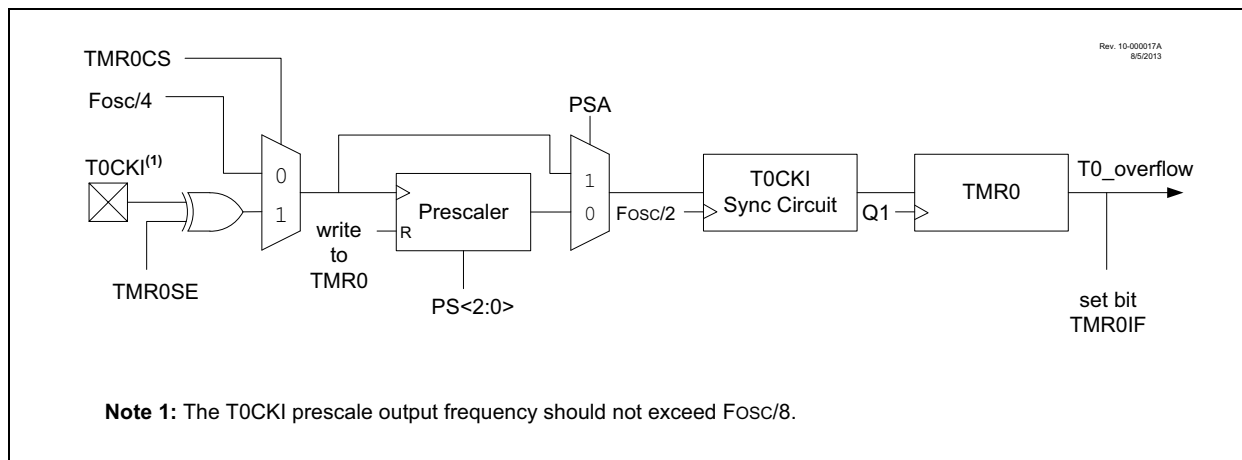 Rev. 10-000017A
8/5/2013
TMR0CS
Fosc/4
PSA
T0CKI(1)
0
1
1
0
T0CKI
Sync Circuit
TMR0
T0_overflow
Prescaler
R
FOSC/2
Q1
write
to
TMR0
TMR0SE
PS<2:0>
set bit
TMR0IF
Note 1: The T0CKI prescale output frequency should not exceed FOSC/8.